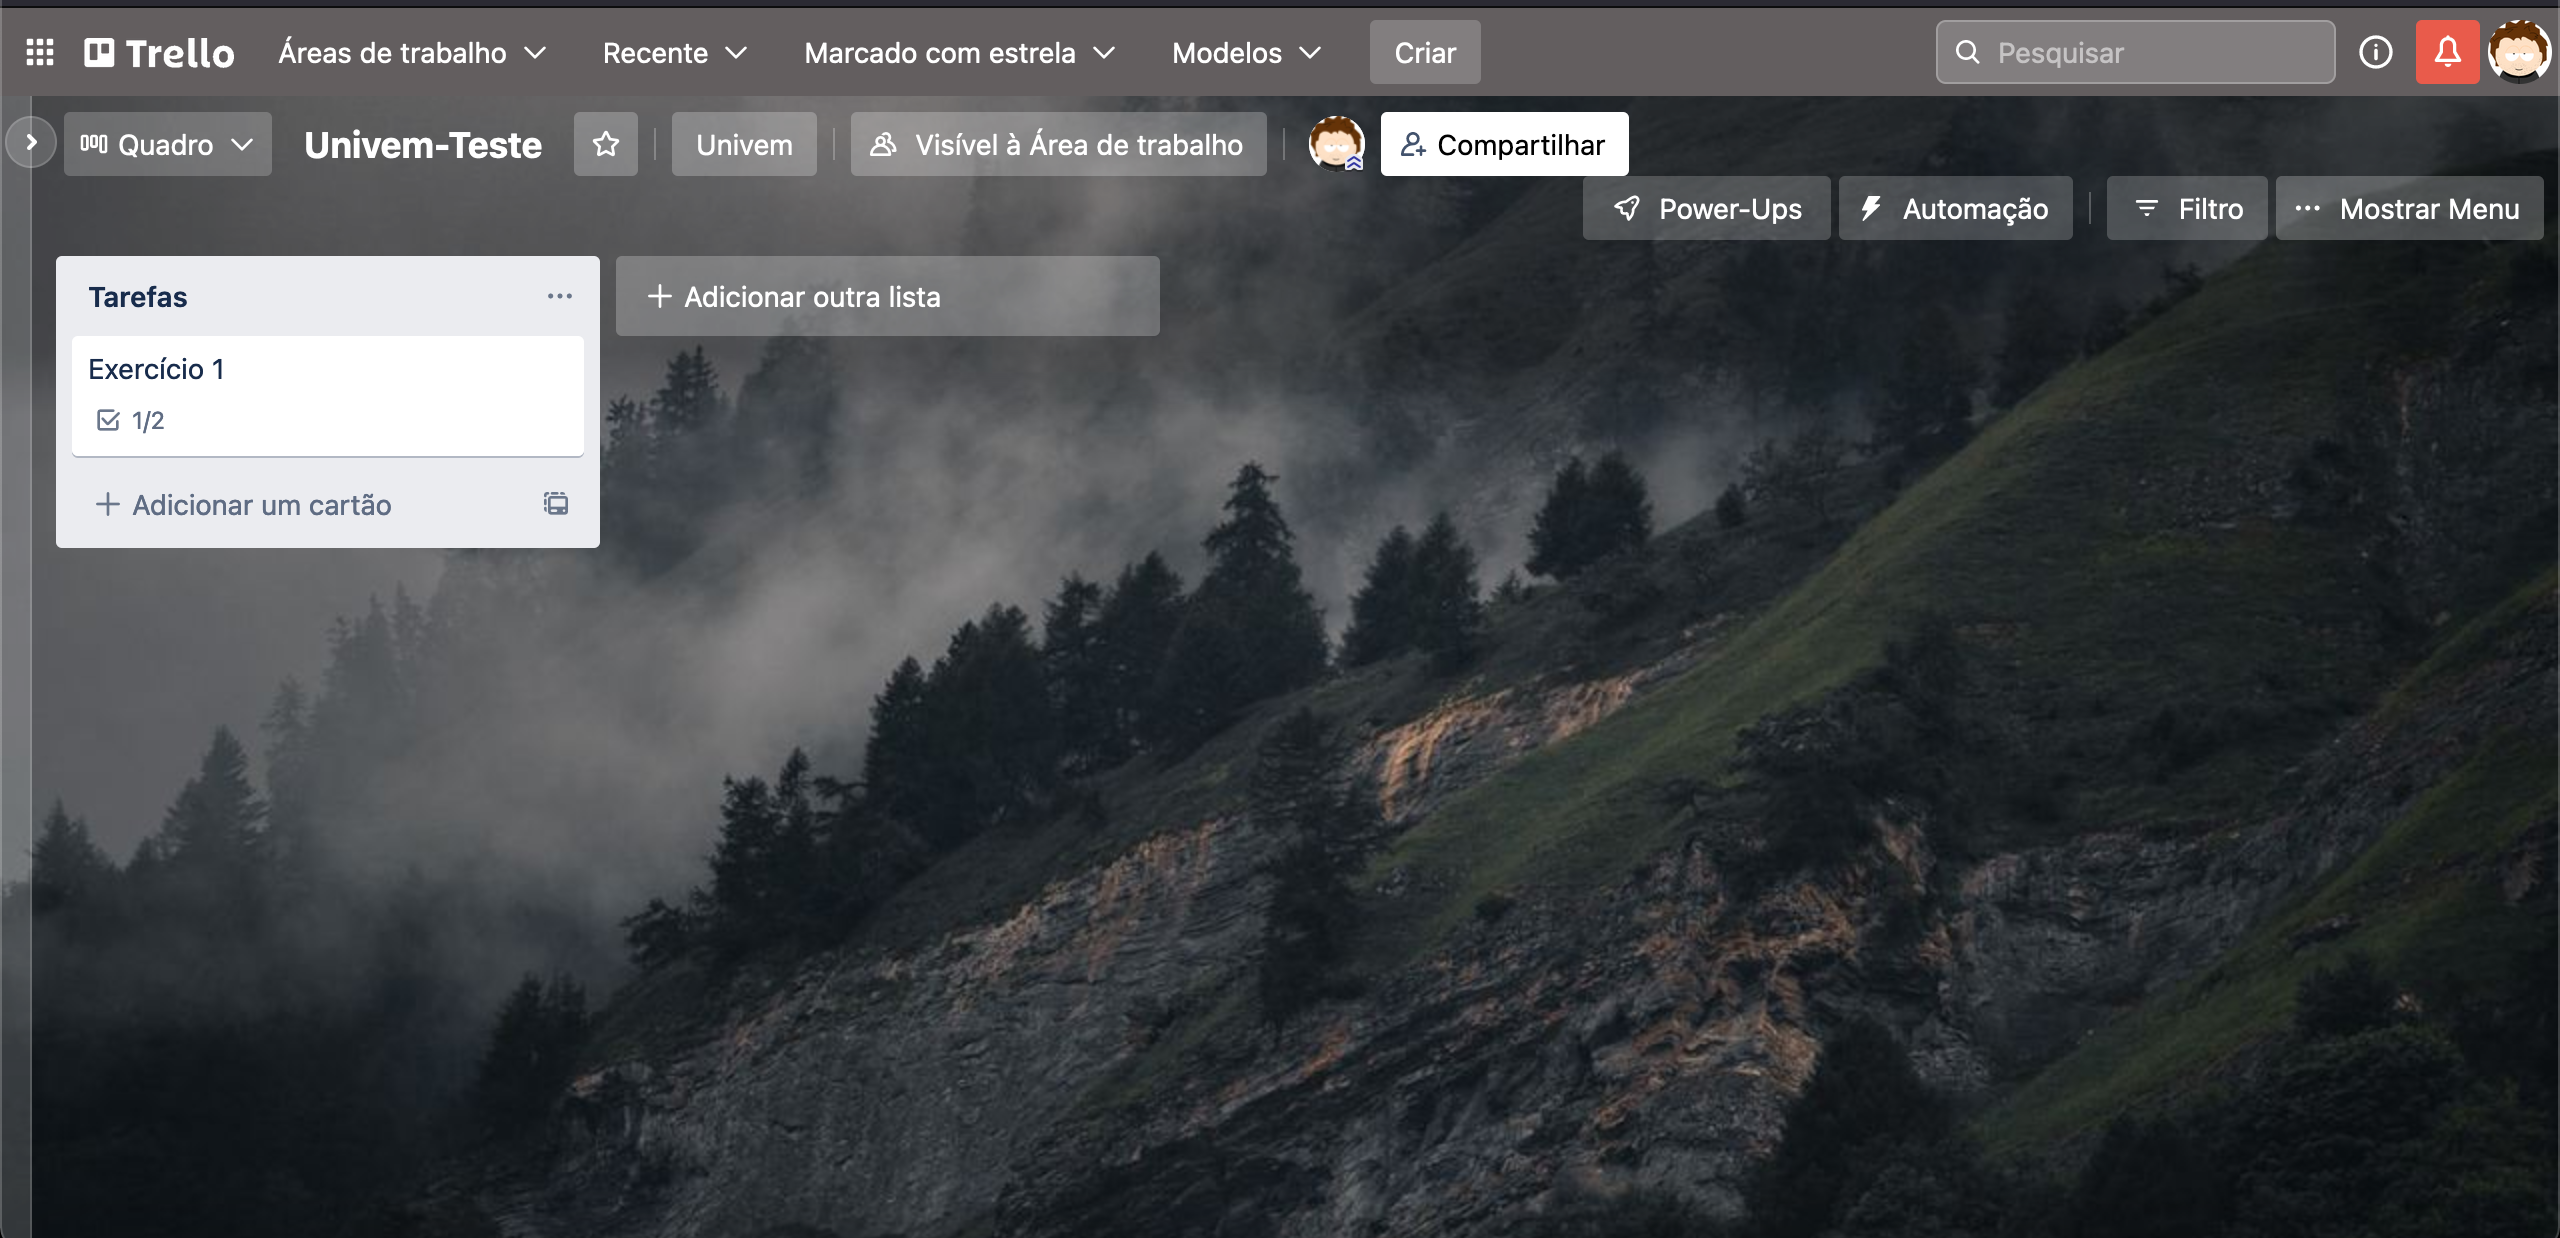 Trello Áreas de trabalho Recente Marcado com estrela Modelos Criar Pesquisar
Quadro Univem-Teste Univem Visível à Área de trabalho Compartilhar
Power-Ups Automação Filtro Mostrar Menu
Tarefas
Adicionar outra lista
Exercício 1
1/2
Adicionar um cartão